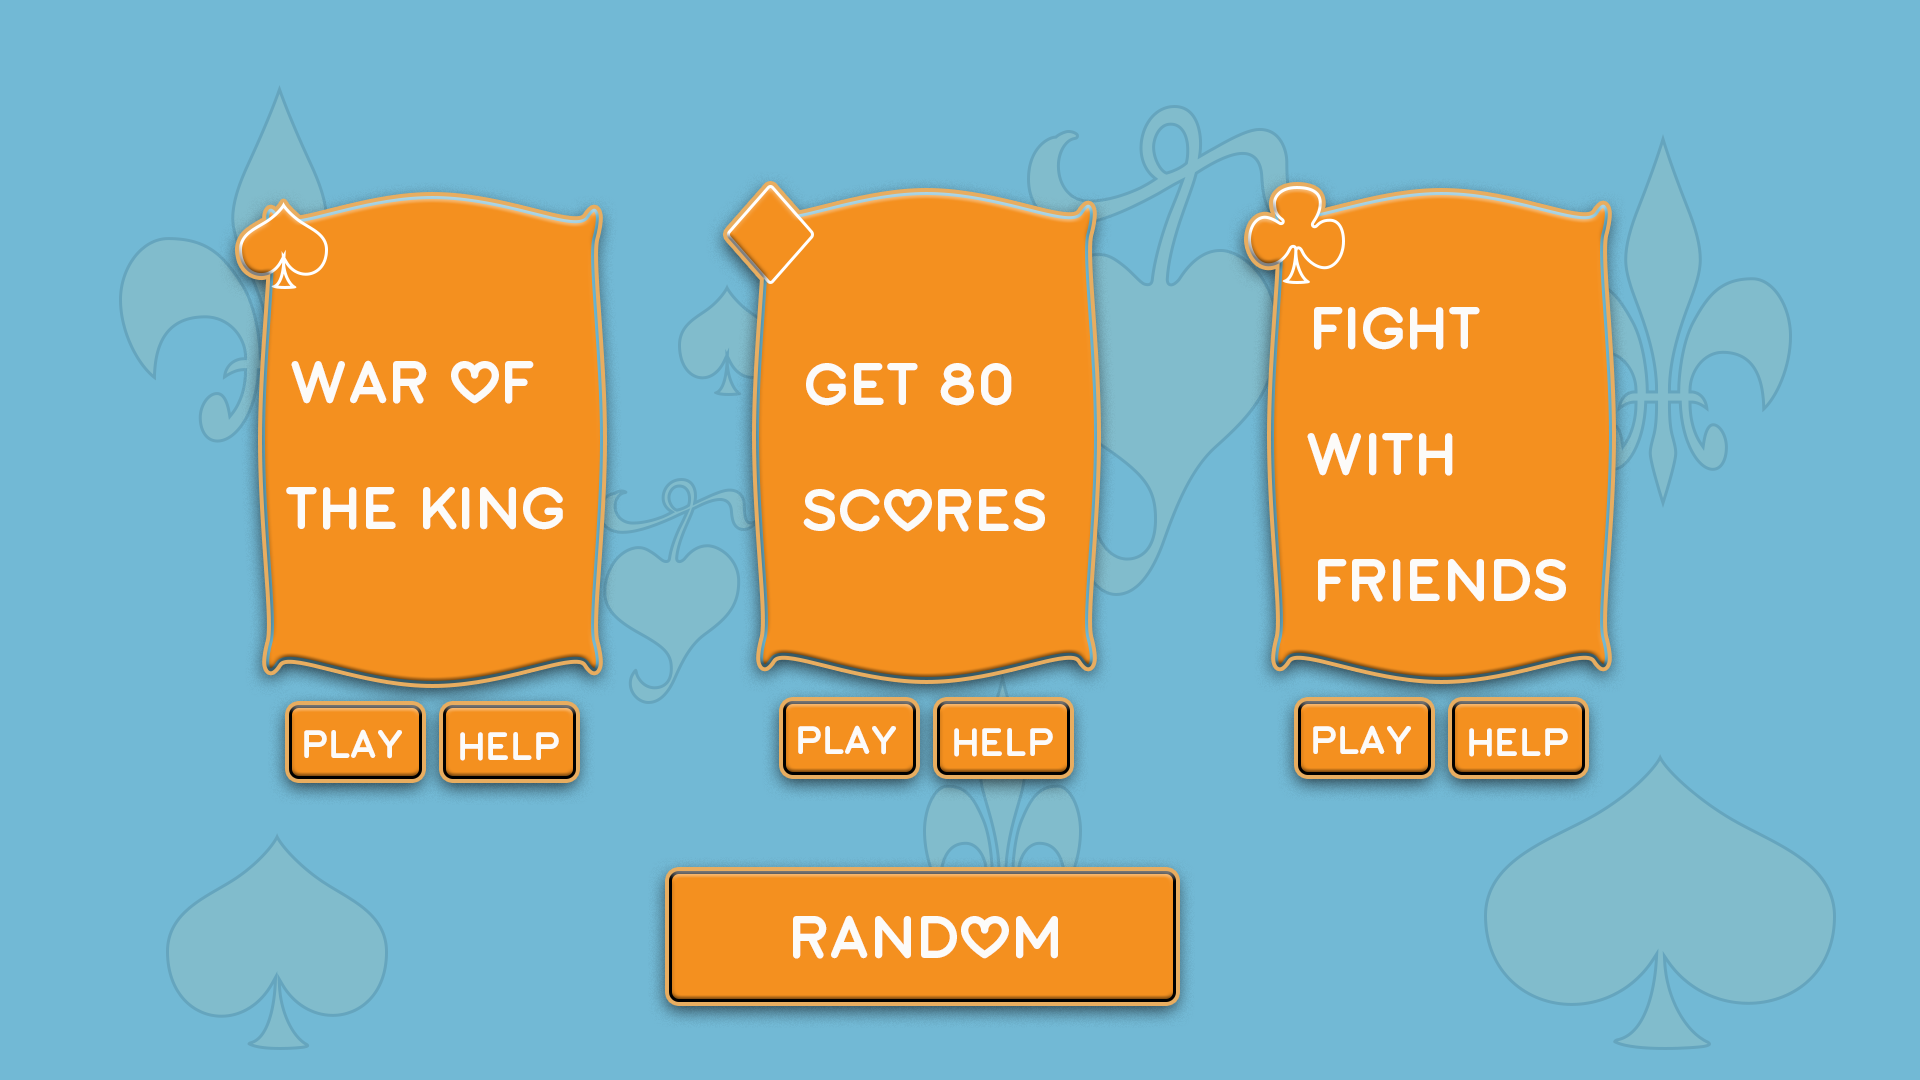 WAR OF
THE KING
PLAY
HELP
GET 80
SCORES
PLAY
HELP
FIGHT
WITH
FRIENDS
PLAY
HELP
RANDOM